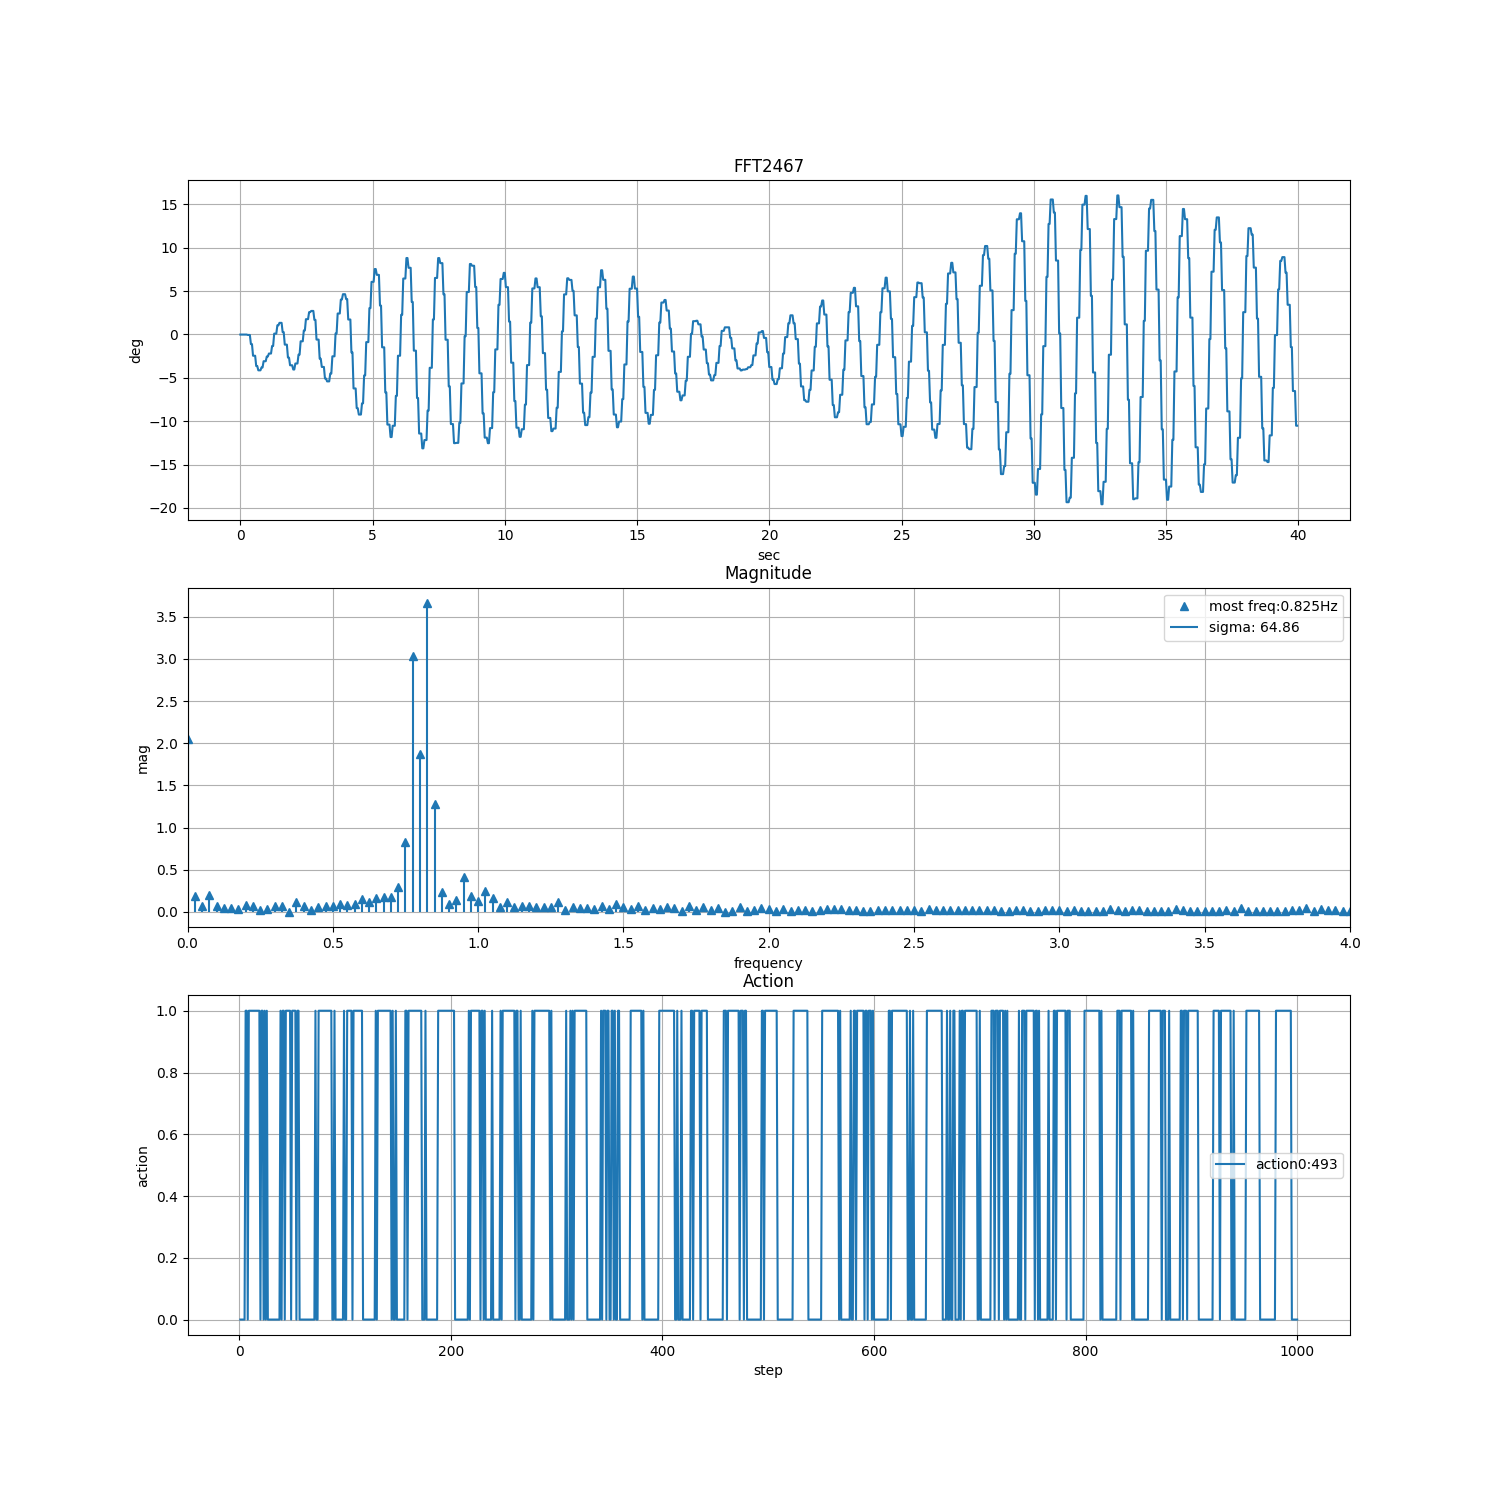 FFT2467
15
10
5
0
−5
−10
−15
−20
deg
0 5 10 15 20 25 30 35 40
sec
Magnitude
most freq:0.825Hz
sigma: 64.86
3.5
3.0
2.5
2.0
1.5
1.0
0.5
0.0
mag
0.0 0.5 1.0 1.5 2.0 2.5 3.0 3.5 4.0
frequency
Action
1.0
0.8
0.6
0.4
0.2
0.0
action
action0:493
0 200 400 600 800 1000
step